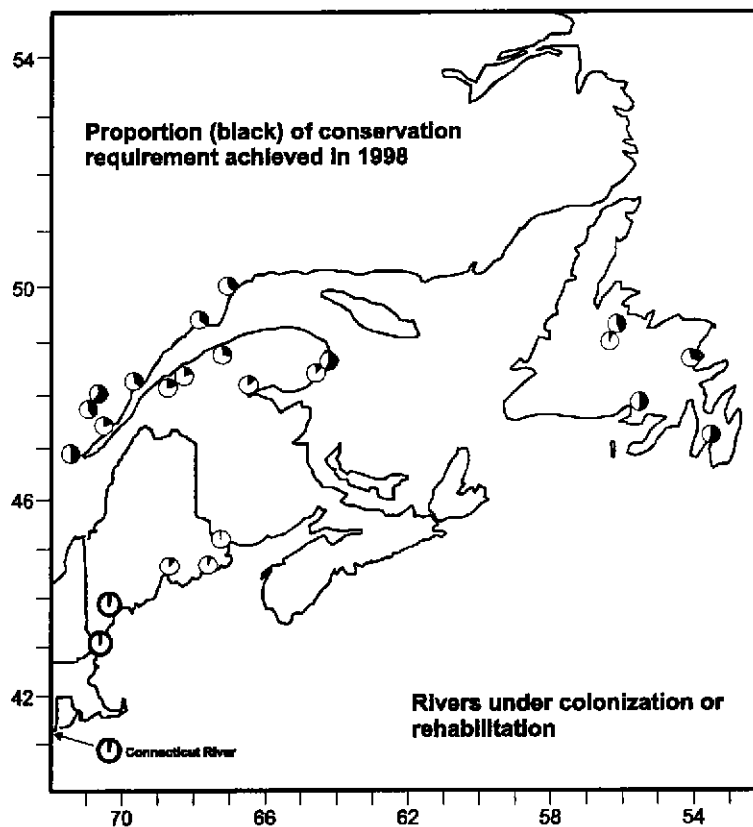 54
Proportion (black) of conservation
requirement achieved in 1998
50
46
42
Rivers under colonization or
rehabilitation
Connecticut River
70 66 62 58 54